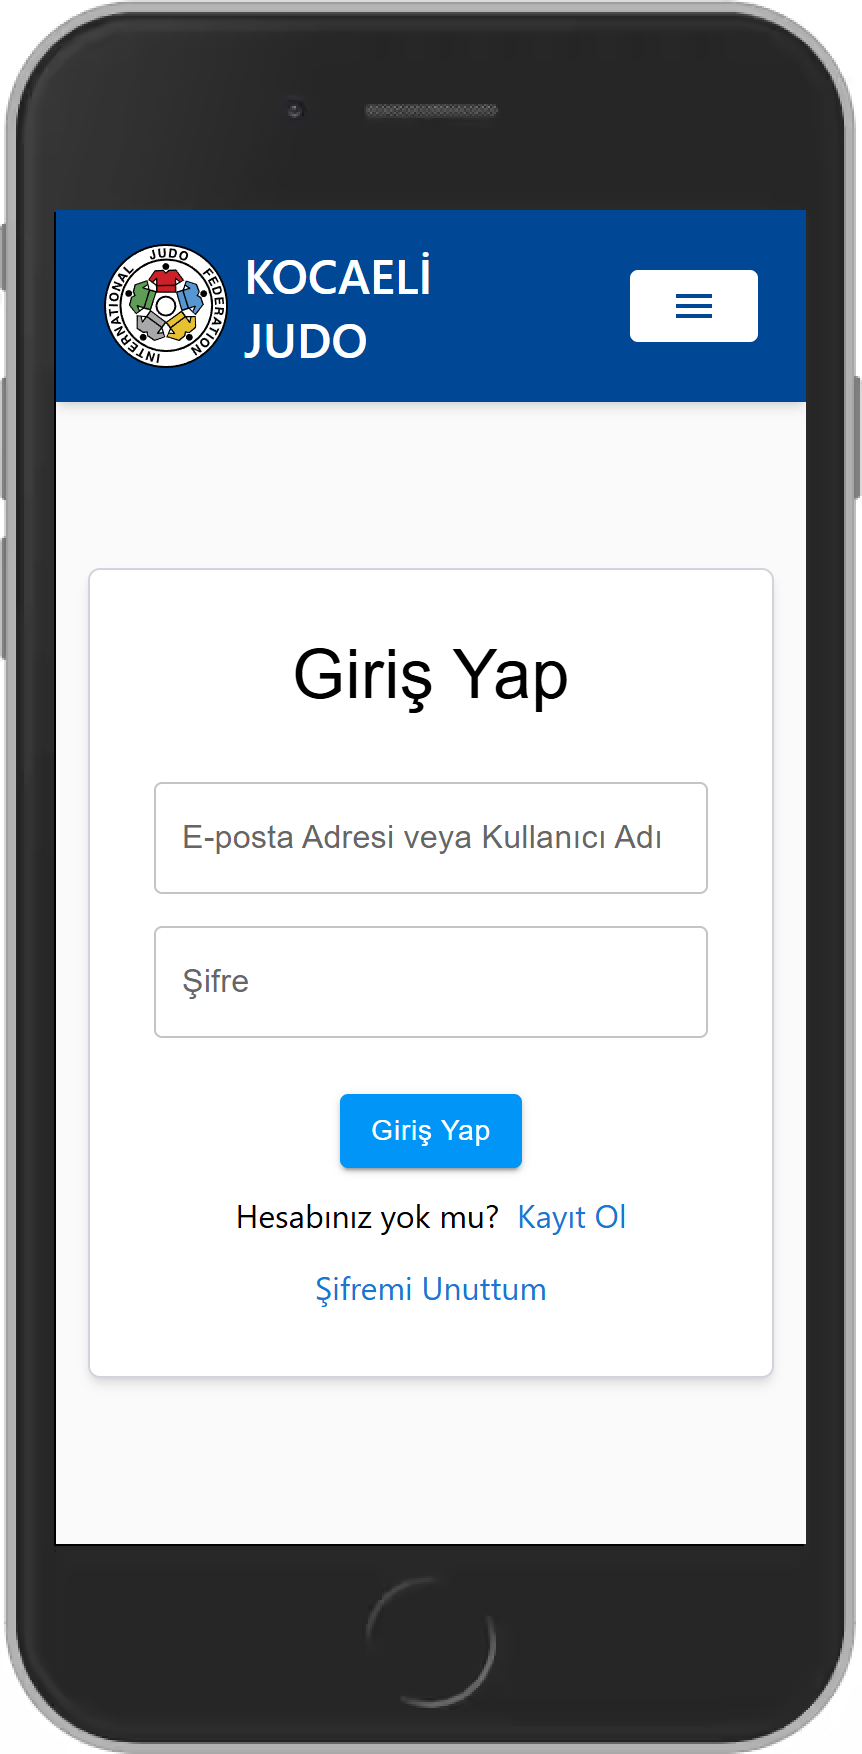 INTERNATIONAL JUDO FEDERATION
KOCAELİ
JUDO
Giriş Yap
E-posta Adresi veya Kullanıcı Adı
Şifre
Giriş Yap
Hesabınız yok mu? Kayıt Ol
Şifremi Unuttum